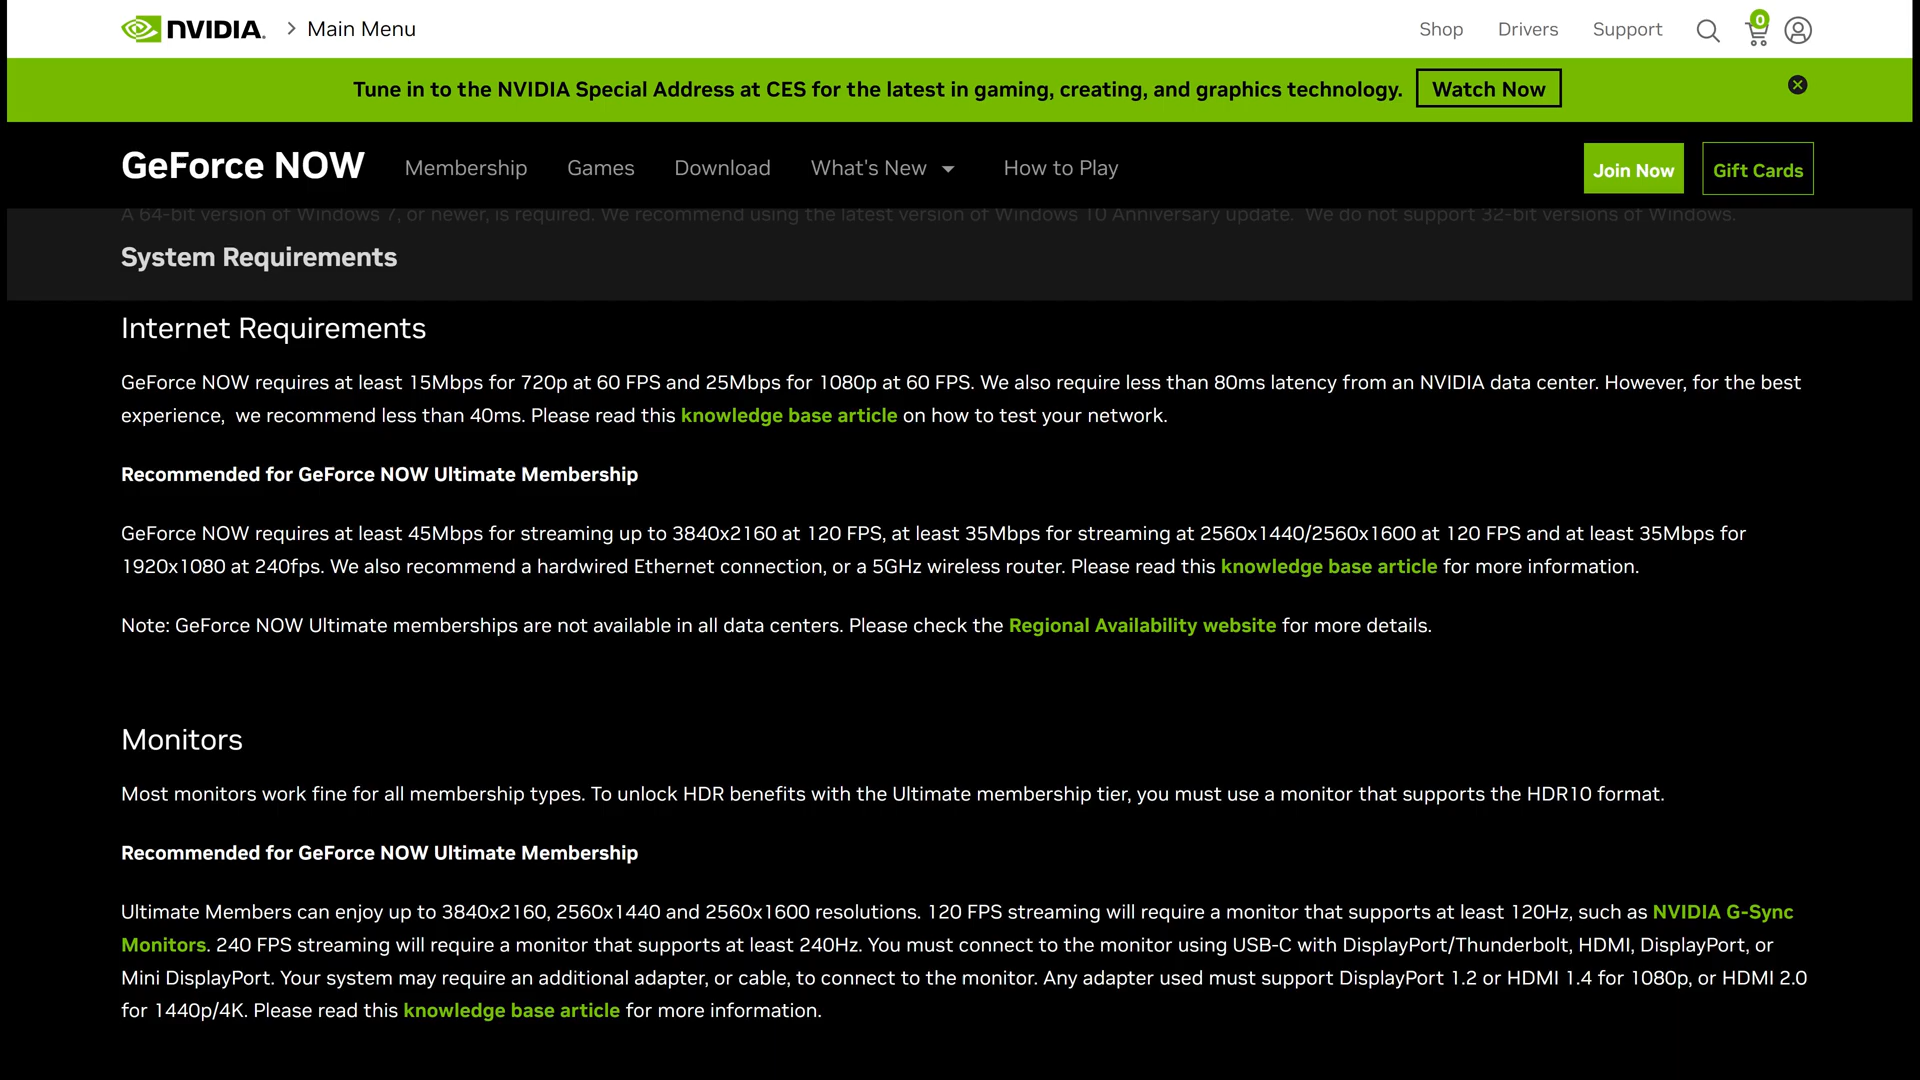 NVIDIA. > Main Menu Shop Drivers Support 0
Tune in to the NVIDIA Special Address at CES for the latest in gaming, creating, and graphics technology. Watch Now
GeForce NOW Membership Games Download What's New How to Play Join Now Gift Cards
A 64-bit version of Windows 7, or newer, is required. We recommend using the latest version of Windows 10 Anniversary update. We do not support 32-bit versions of Windows.
System Requirements
Internet Requirements
GeForce NOW requires at least 15Mbps for 720p at 60 FPS and 25Mbps for 1080p at 60 FPS. We also require less than 80ms latency from an NVIDIA data center. However, for the best
experience, we recommend less than 40ms. Please read this knowledge base article on how to test your network.
Recommended for GeForce NOW Ultimate Membership
GeForce NOW requires at least 45Mbps for streaming up to 3840x2160 at 120 FPS, at least 35Mbps for streaming at 2560x1440/2560x1600 at 120 FPS and at least 35Mbps for
1920x1080 at 240fps. We also recommend a hardwired Ethernet connection, or a 5GHz wireless router. Please read this knowledge base article for more information.
Note: GeForce NOW Ultimate memberships are not available in all data centers. Please check the Regional Availability website for more details.
Monitors
Most monitors work fine for all membership types. To unlock HDR benefits with the Ultimate membership tier, you must use a monitor that supports the HDR10 format.
Recommended for GeForce NOW Ultimate Membership
Ultimate Members can enjoy up to 3840x2160, 2560x1440 and 2560x1600 resolutions. 120 FPS streaming will require a monitor that supports at least 120Hz, such as NVIDIA G-Sync
Monitors. 240 FPS streaming will require a monitor that supports at least 240Hz. You must connect to the monitor using USB-C with DisplayPort/Thunderbolt, HDMI, DisplayPort, or
Mini DisplayPort. Your system may require an additional adapter, or cable, to connect to the monitor. Any adapter used must support DisplayPort 1.2 or HDMI 1.4 for 1080p, or HDMI 2.0
for 1440p/4K. Please read this knowledge base article for more information.